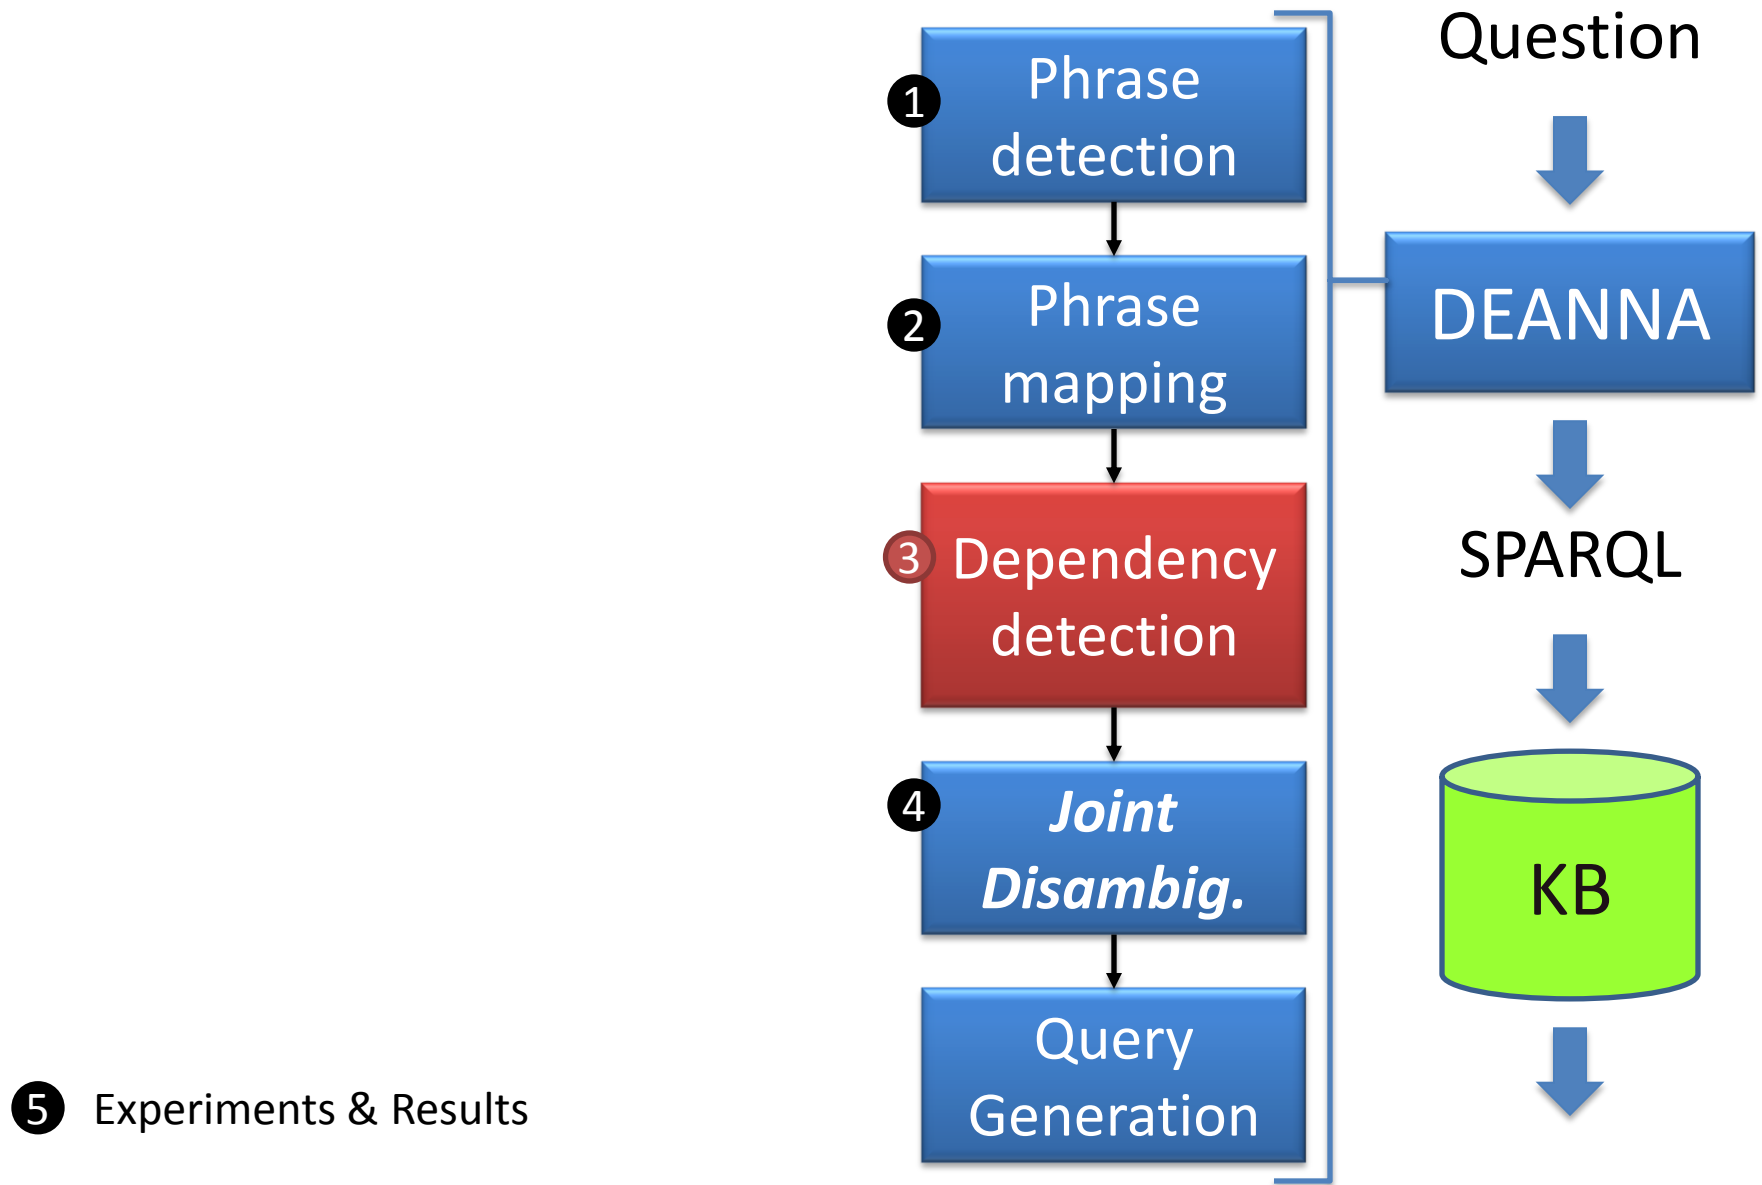 1
Phrase
detection
2
Phrase
mapping
3
Dependency
detection
4
Joint
Disambig.
Query
Generation
Question
DEANNA
SPARQL
KB
5 Experiments & Results